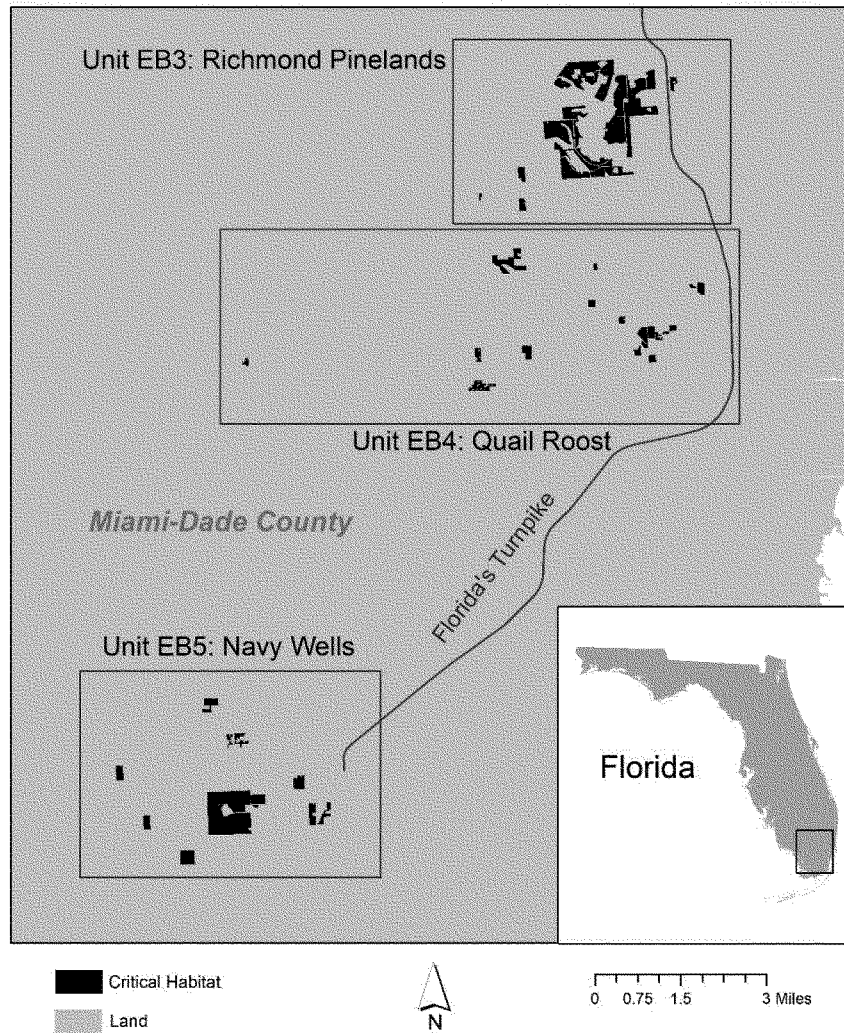 Unit EB3: Richmond Pinelands
Unit EB4: Quail Roost
Miami-Dade County
Florida's Turnpike
Unit EB5: Navy Wells
Florida
Critical Habitat
Land
N
0 0.75 1.5 3 Miles